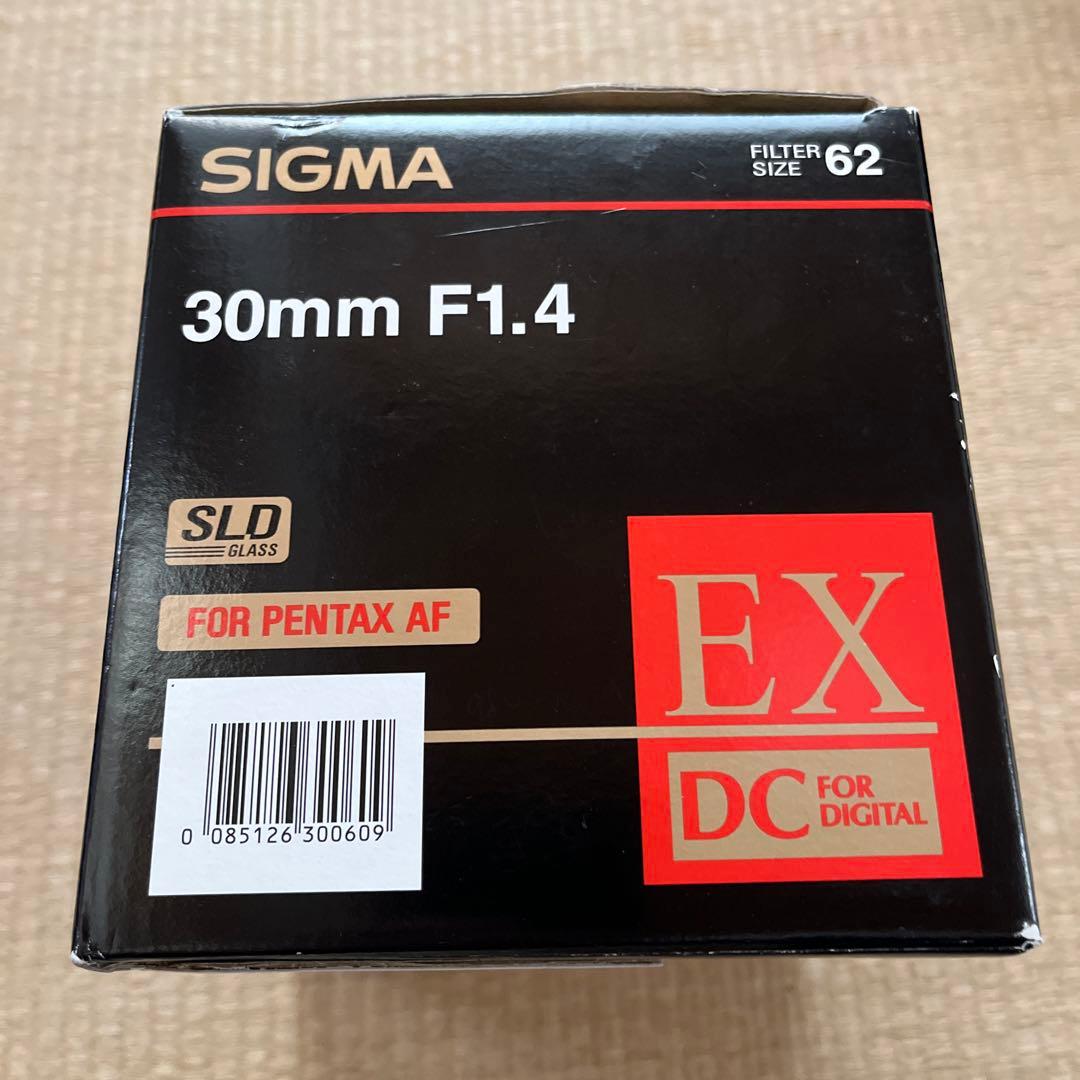 SIGMA
FILTER SIZE 62
30mm F1.4
SLD
GLASS
FOR PENTAX AF
EX
DC FOR DIGITAL
0 085126 300609